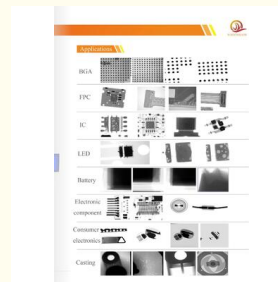 Applications
BGA
FPC
IC
LED
Battery
Electronic
component
Consumer
electronics
Casting